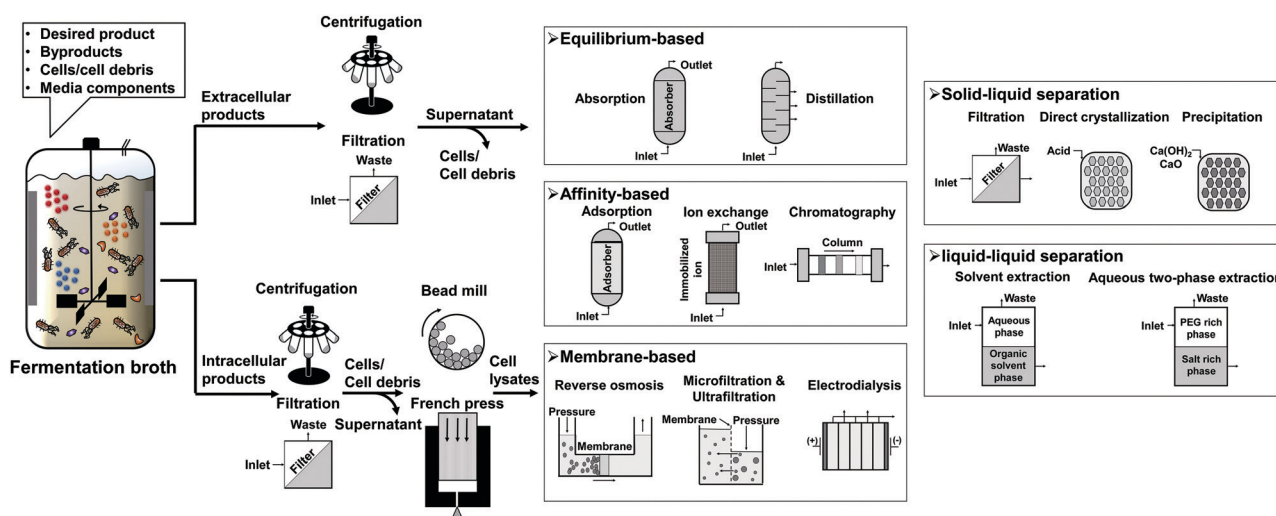 • Desired product
• Byproducts
• Cells/cell debris
• Media components
Fermentation broth
Extracellular
products
Centrifugation
Filtration
Waste
Inlet
Filter
Supernatant
Cells/
Cell debris
Intracellular
products
Centrifugation
Filtration
Waste
Inlet
Filter
Cells/
Cell debris
Supernatant
Bead mill
French press
Cell
lysates
➢Equilibrium-based
Absorption
Outlet
Absorber
Inlet
Distillation
Inlet
➢Affinity-based
Adsorption
Outlet
Adsorber
Inlet
Ion exchange
Outlet
Immobilized
ion
Inlet
Chromatography
Column
Inlet
➢Membrane-based
Reverse osmosis
Pressure
Membrane
Microfiltration &
Ultrafiltration
Membrane
Pressure
Electrodialysis
(+)
(-)
➢Solid-liquid separation
Filtration
Waste
Inlet
Filter
Direct crystallization
Acid
Precipitation
Ca(OH)₂
CaO
➢liquid-liquid separation
Solvent extraction
Waste
Inlet
Aqueous
phase
Organic
solvent
phase
Aqueous two-phase extraction
Waste
Inlet
PEG rich
phase
Salt rich
phase